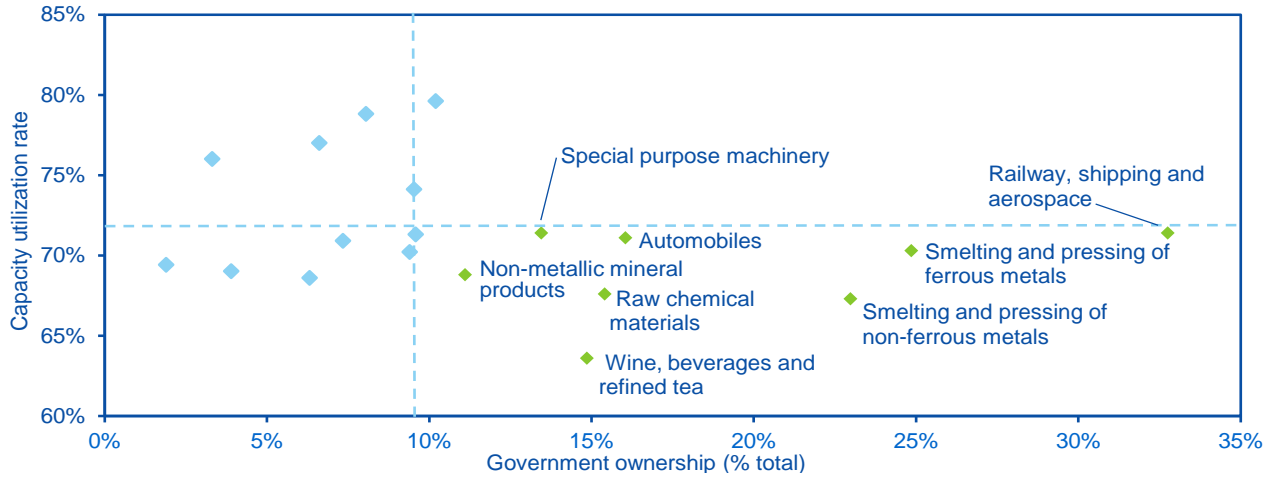 85%
80%
75%
70%
65%
60%
Capacity utilization rate
Special purpose machinery
Railway, shipping and
aerospace
Automobiles
Smelting and pressing of
ferrous metals
Non-metallic mineral
products
Raw chemical
materials
Smelting and pressing of
non-ferrous metals
Wine, beverages and
refined tea
0%
5%
10%
15%
20%
25%
30%
35%
Government ownership (% total)